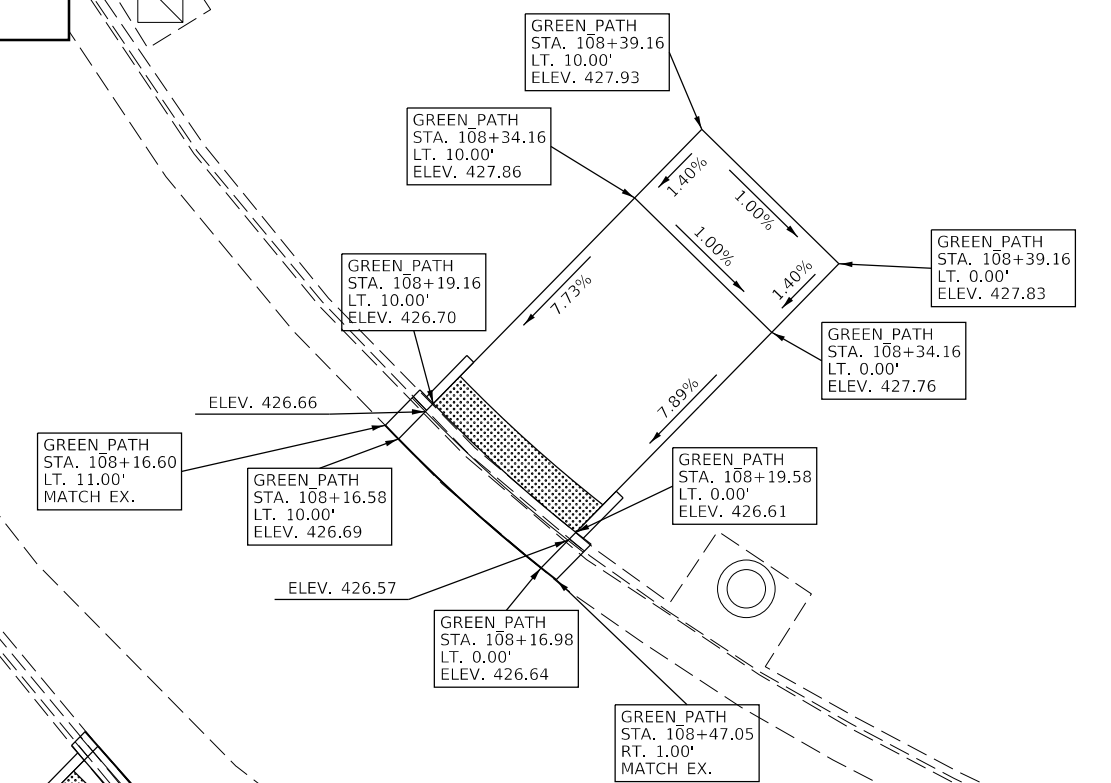 GREEN_PATH
STA. 108+39.16
LT. 10.00'
ELEV. 427.93
GREEN_PATH
STA. 108+34.16
LT. 10.00'
ELEV. 427.86
1.40%
1.00%
1.00%
1.40%
GREEN_PATH
STA. 108+39.16
LT. 0.00'
ELEV. 427.83
GREEN_PATH
STA. 108+19.16
LT. 10.00'
ELEV. 426.70
7.73%
GREEN_PATH
STA. 108+34.16
LT. 0.00'
ELEV. 427.76
7.89%
ELEV. 426.66
GREEN_PATH
STA. 108+16.60
LT. 11.00'
MATCH EX.
GREEN_PATH
STA. 108+16.58
LT. 10.00'
ELEV. 426.69
GREEN_PATH
STA. 108+19.58
LT. 0.00'
ELEV. 426.61
ELEV. 426.57
GREEN_PATH
STA. 108+16.98
LT. 0.00'
ELEV. 426.64
GREEN_PATH
STA. 108+47.05
RT. 1.00'
MATCH EX.